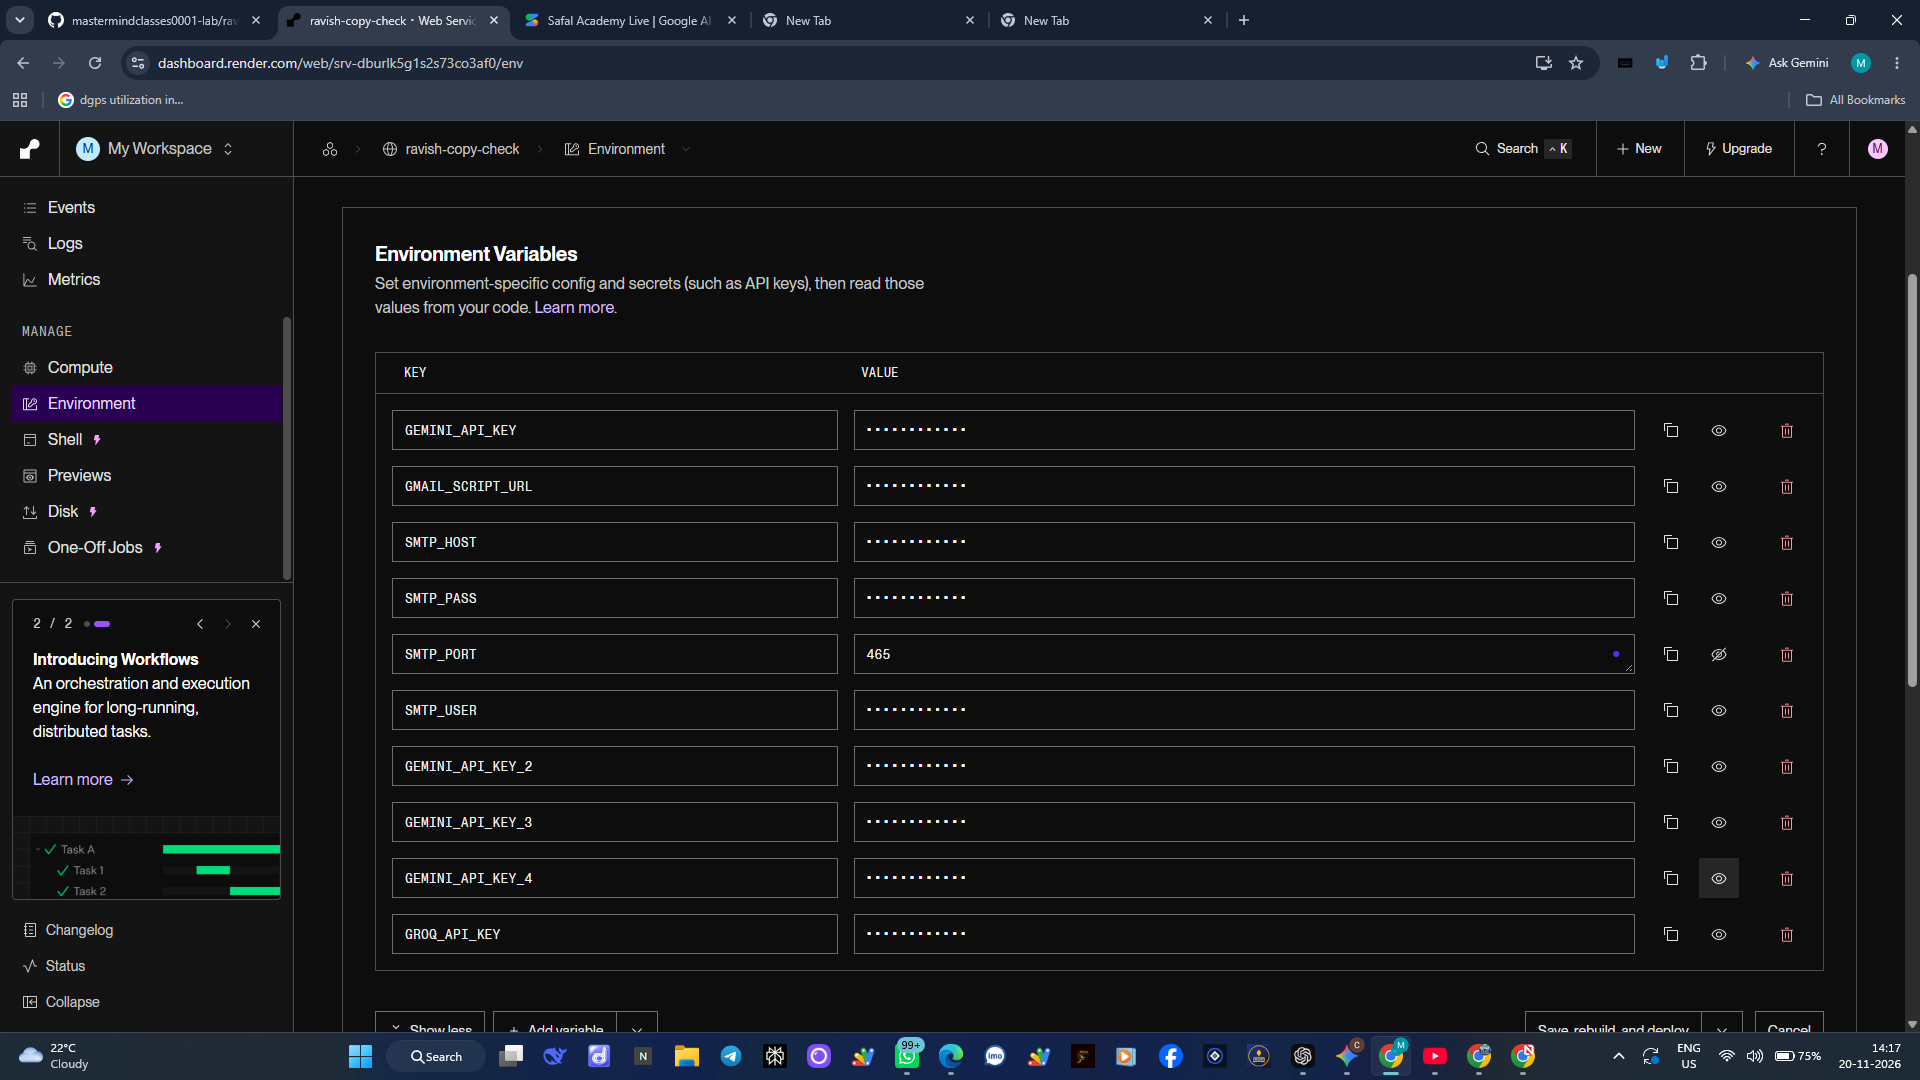 mastermindclasses0001-lab/rav
ravish-copy-check · Web Servic
Safal Academy Live | Google AI
New Tab
New Tab
dashboard.render.com/web/srv-dburlk5g1s2s73co3af0/env
Ask Gemini
M
dgps utilization in...
All Bookmarks
M
My Workspace
ravish-copy-check
Environment
Search
K
+ New
Upgrade
?
M
Events
Logs
Metrics
MANAGE
Compute
Environment
Shell
Previews
Disk
One-Off Jobs
2 / 2
Introducing Workflows
An orchestration and execution
engine for long-running,
distributed tasks.
Learn more →
Task A
Task 1
Task 2
Changelog
Status
Collapse
Environment Variables
Set environment-specific config and secrets (such as API keys), then read those
values from your code. Learn more.
KEY
VALUE
GEMINI_API_KEY
GMAIL_SCRIPT_URL
SMTP_HOST
SMTP_PASS
SMTP_PORT
465
SMTP_USER
GEMINI_API_KEY_2
GEMINI_API_KEY_3
GEMINI_API_KEY_4
GROQ_API_KEY
Show less
+ Add variable
Save, rebuild, and deploy
Cancel
22°C
Cloudy
Search
99+
imo
C
M
ENG
US
75%
14:17
20-11-2026